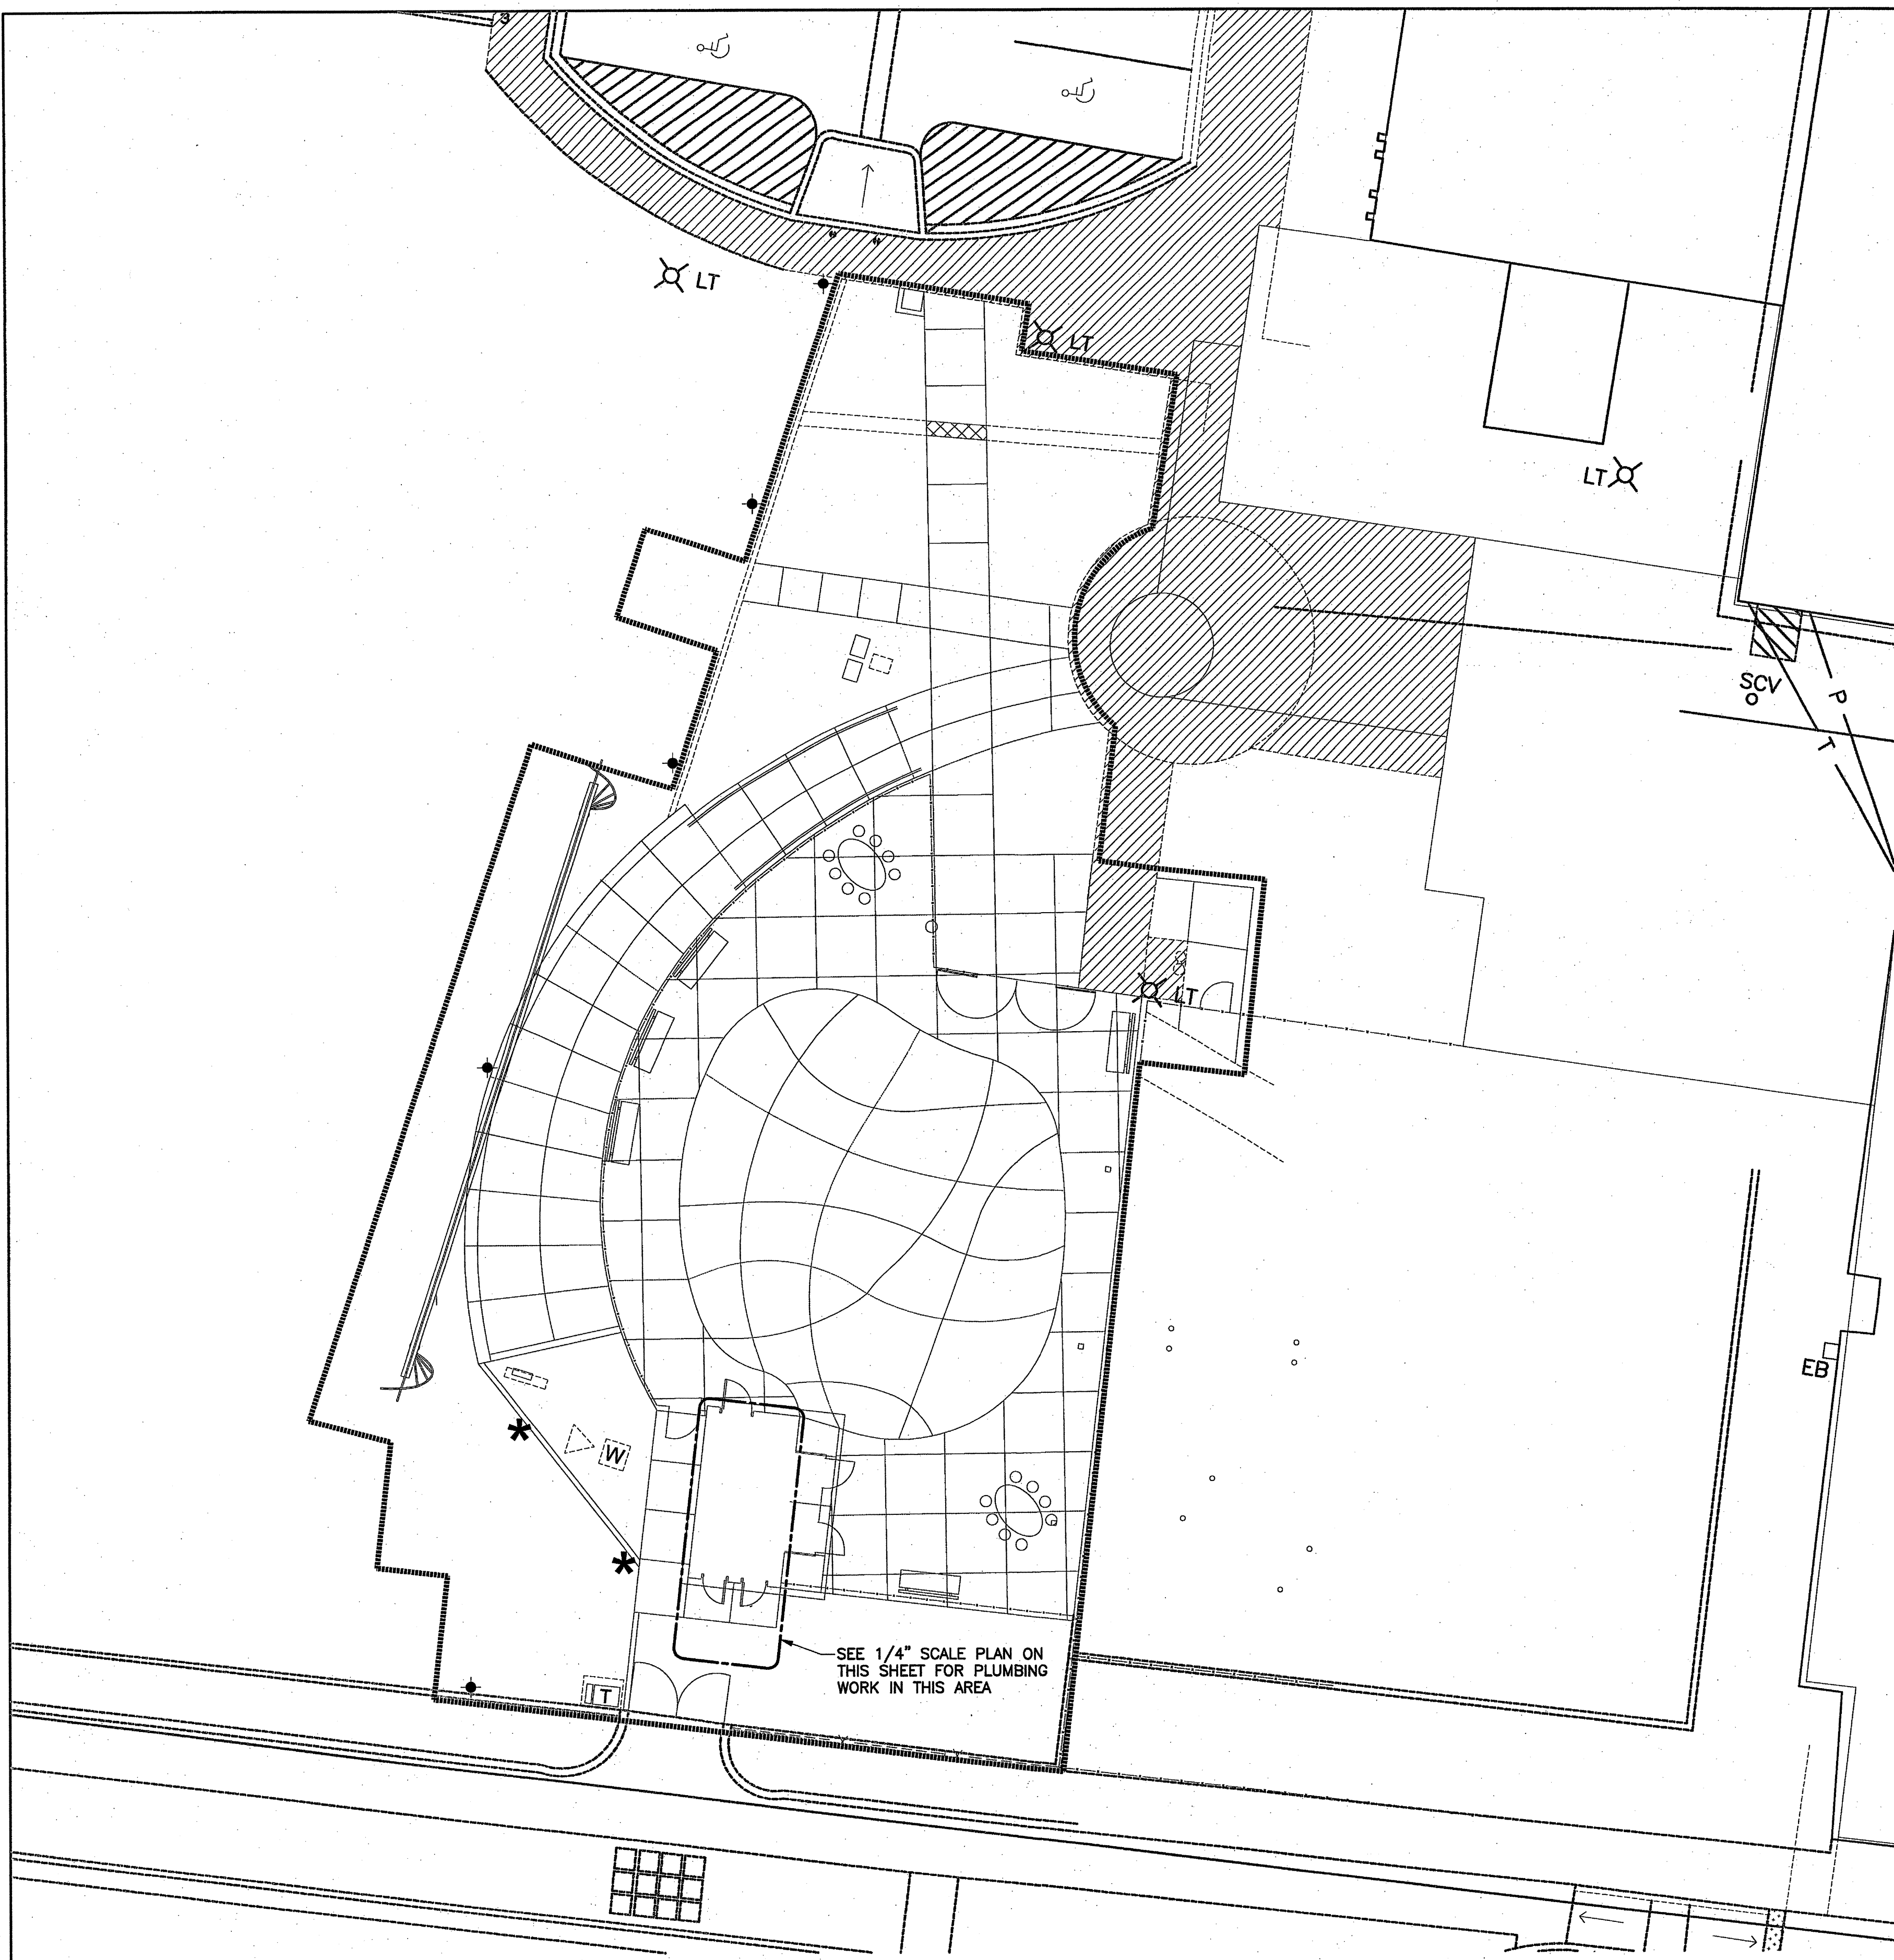 LT
LT
LT
SCV
P
T
LT
EB
W
SEE 1/4" SCALE PLAN ON
THIS SHEET FOR PLUMBING
WORK IN THIS AREA
T